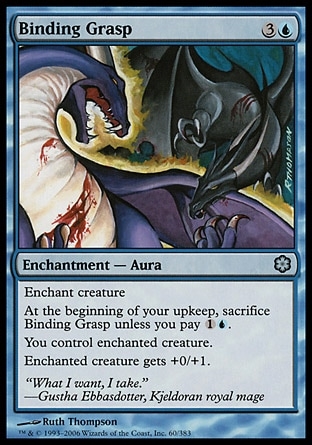 Binding Grasp 3
R.THOMPSON
Enchantment — Aura
Enchant creature
At the beginning of your upkeep, sacrifice
Binding Grasp unless you pay 1 .
You control enchanted creature.
Enchanted creature gets +0/+1.
"What I want, I take."
—Gustha Ebbasdotter, Kjeldoran royal mage
Ruth Thompson
™ & © 1993–2006 Wizards of the Coast, Inc. 60/383